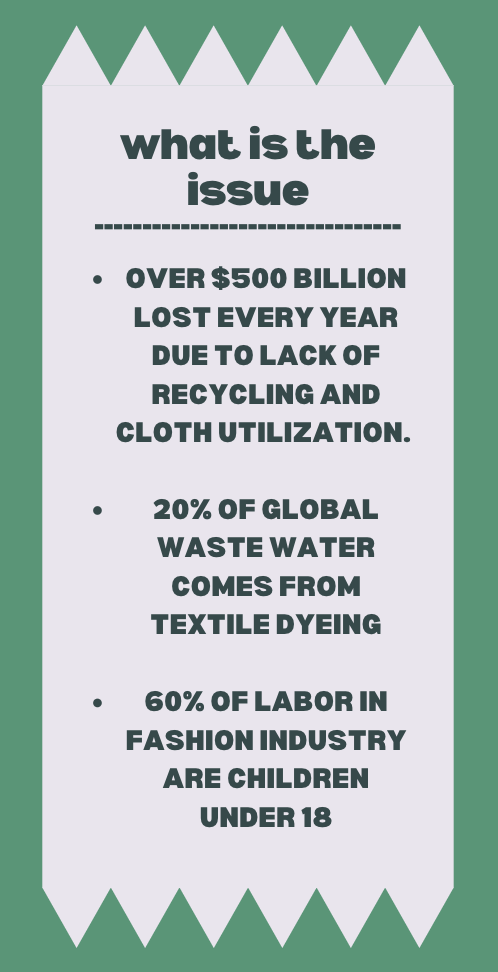 what is the
issue
--------------------------------
• OVER $500 BILLION
LOST EVERY YEAR
DUE TO LACK OF
RECYCLING AND
CLOTH UTILIZATION.
• 20% OF GLOBAL
WASTE WATER
COMES FROM
TEXTILE DYEING
• 60% OF LABOR IN
FASHION INDUSTRY
ARE CHILDREN
UNDER 18